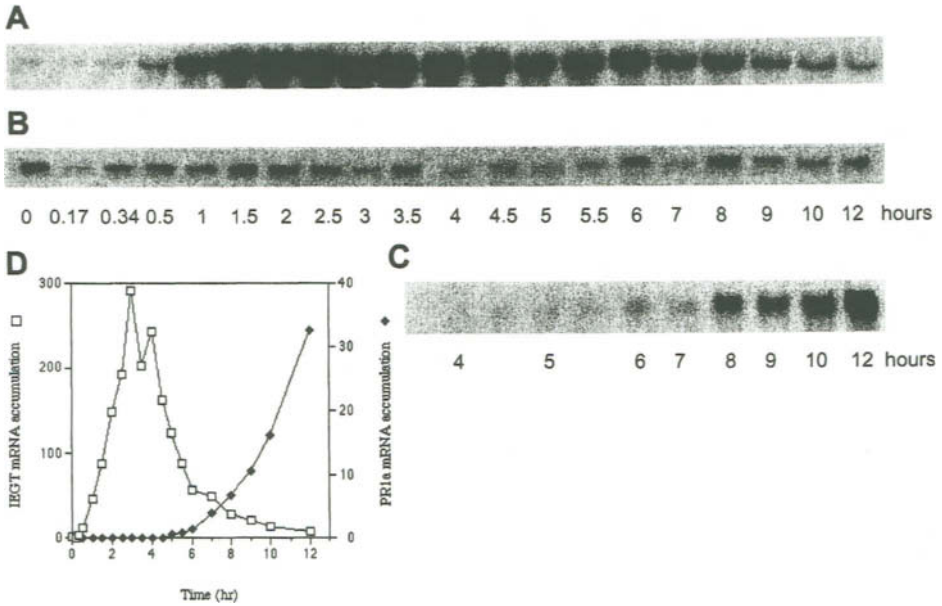 A
B
0 0.17 0.34 0.5 1 1.5 2 2.5 3 3.5 4 4.5 5 5.5 6 7 8 9 10 12 hours
D
C
4 5 6 7 8 9 10 12 hours
IEGT mRNA accumulation
300
200
100
0
40
30
20
10
0
PR1a mRNA accumulation
0 2 4 6 8 10 12
Time (hr)